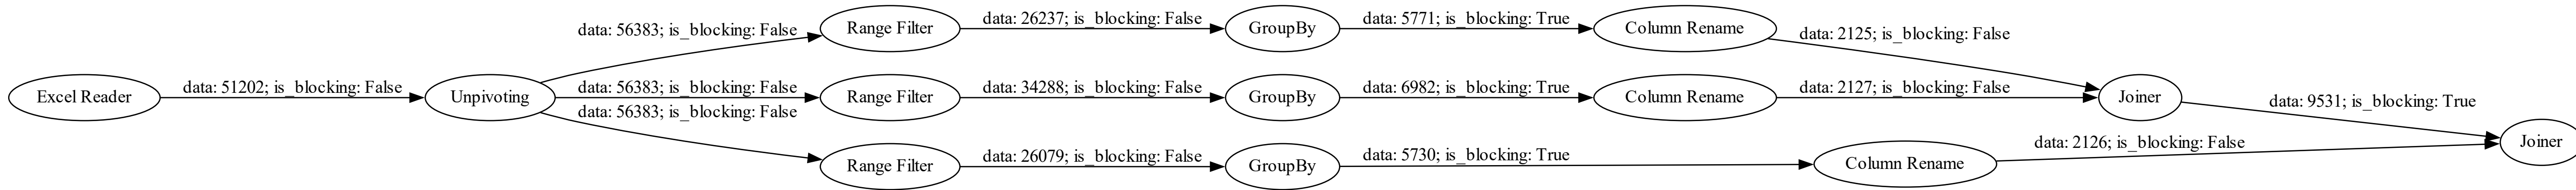 data: 56383; is_blocking: False
Range Filter
data: 26237; is_blocking: False
GroupBy
data: 5771; is_blocking: True
Column Rename
data: 2125; is_blocking: False
Excel Reader
data: 51202; is_blocking: False
Unpivoting
data: 56383; is_blocking: False
Range Filter
data: 34288; is_blocking: False
GroupBy
data: 6982; is_blocking: True
Column Rename
data: 2127; is_blocking: False
Joiner
data: 9531; is_blocking: True
data: 56383; is_blocking: False
Range Filter
data: 26079; is_blocking: False
GroupBy
data: 5730; is_blocking: True
Column Rename
data: 2126; is_blocking: False
Joiner